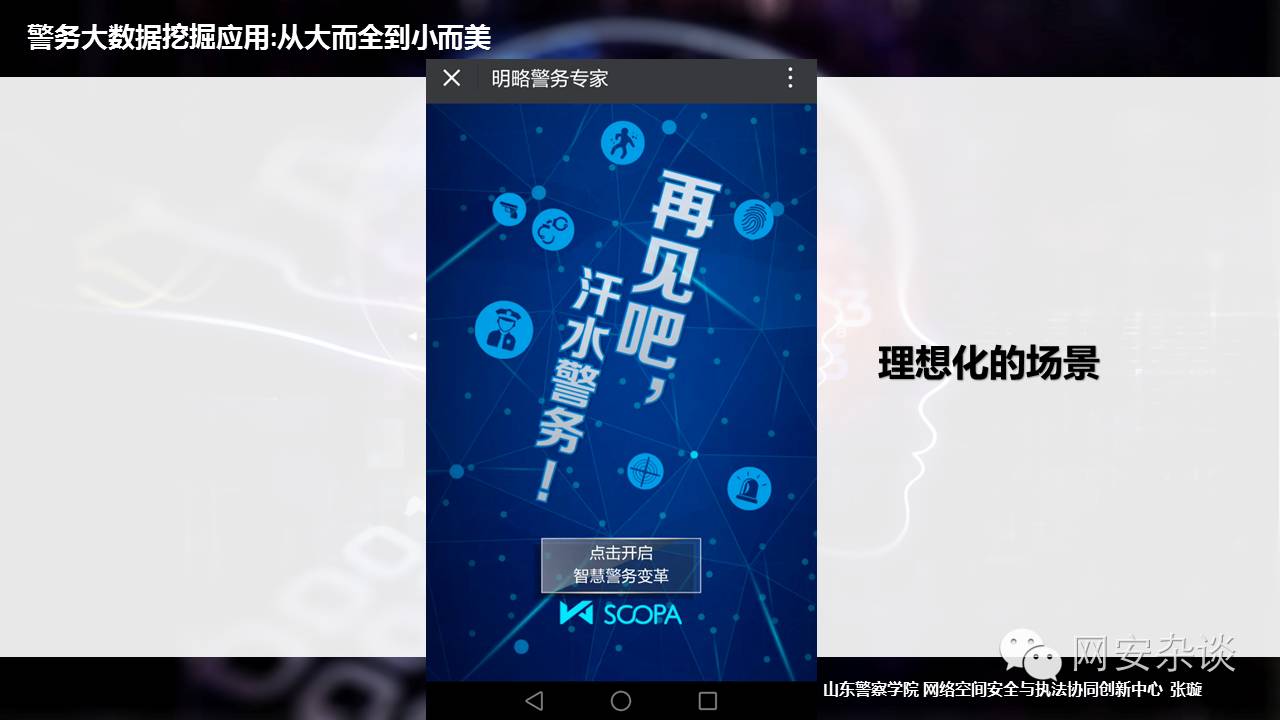 警务大数据挖掘应用:从大而全到小而美
明略警务专家
再见吧，
汗水警务！
理想化的场景
点击开启
智慧警务变革
SCOPA
网安杂谈
山东警察学院 网络空间安全与执法协同创新中心 张璇